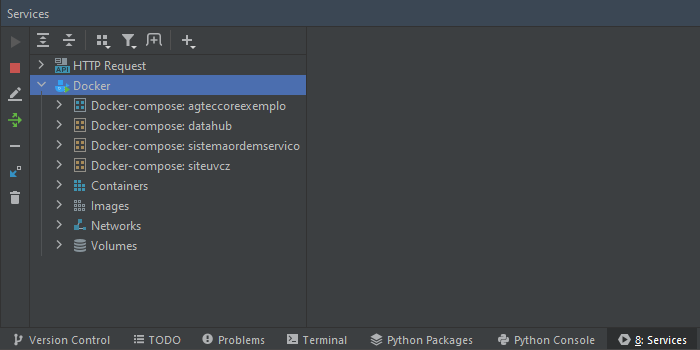 Services
HTTP Request
API
Docker
Docker-compose: agteccoreexemplo
Docker-compose: datahub
Docker-compose: sistemaordemservico
Docker-compose: siteuvcz
Containers
Images
Networks
Volumes
Version Control
TODO
Problems
Terminal
Python Packages
Python Console
8: Services